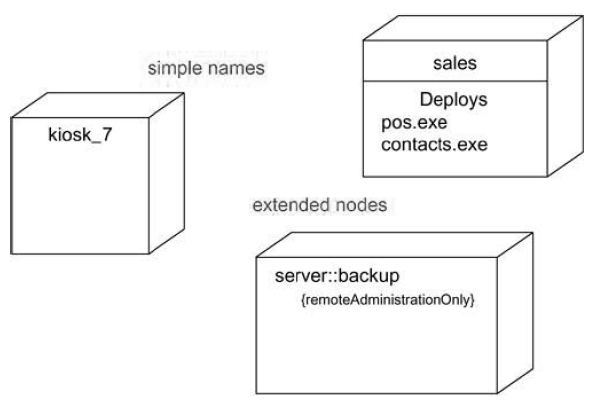 simple names
sales
Deploys
pos.exe
contacts.exe
kiosk_7
extended nodes
server::backup
{remoteAdministrationOnly}